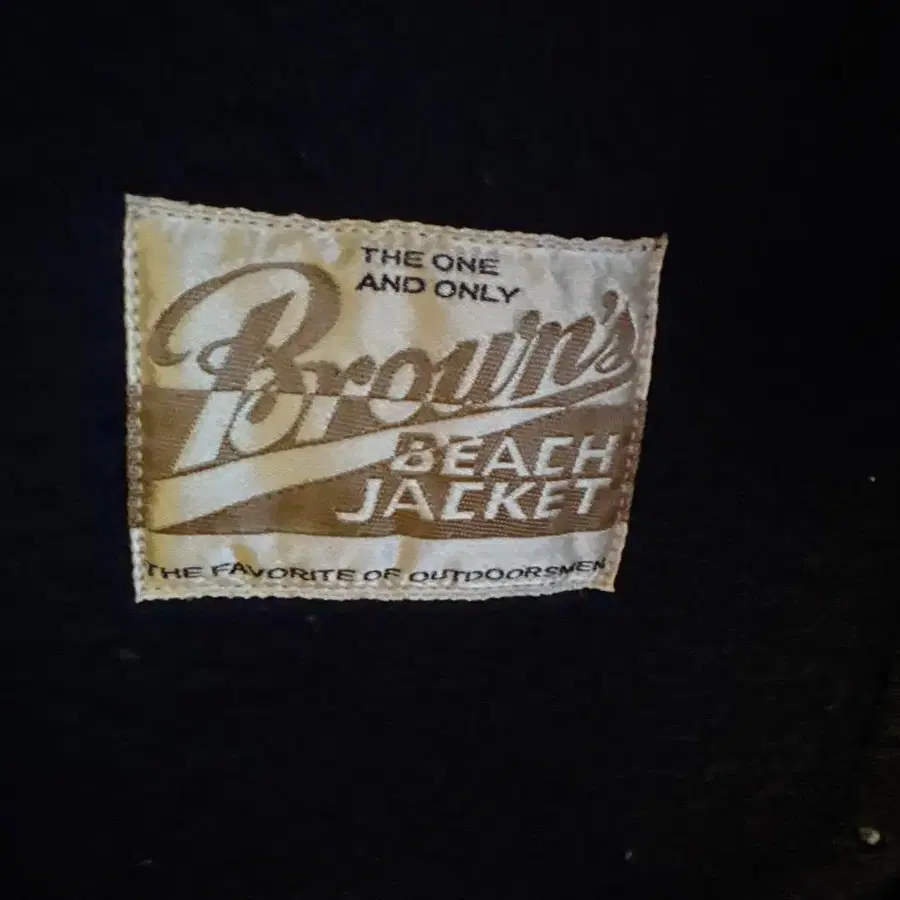 THE ONE
AND ONLY
Brown's
BEACH
JACKET
THE FAVORITE OF OUTDOORSMEN